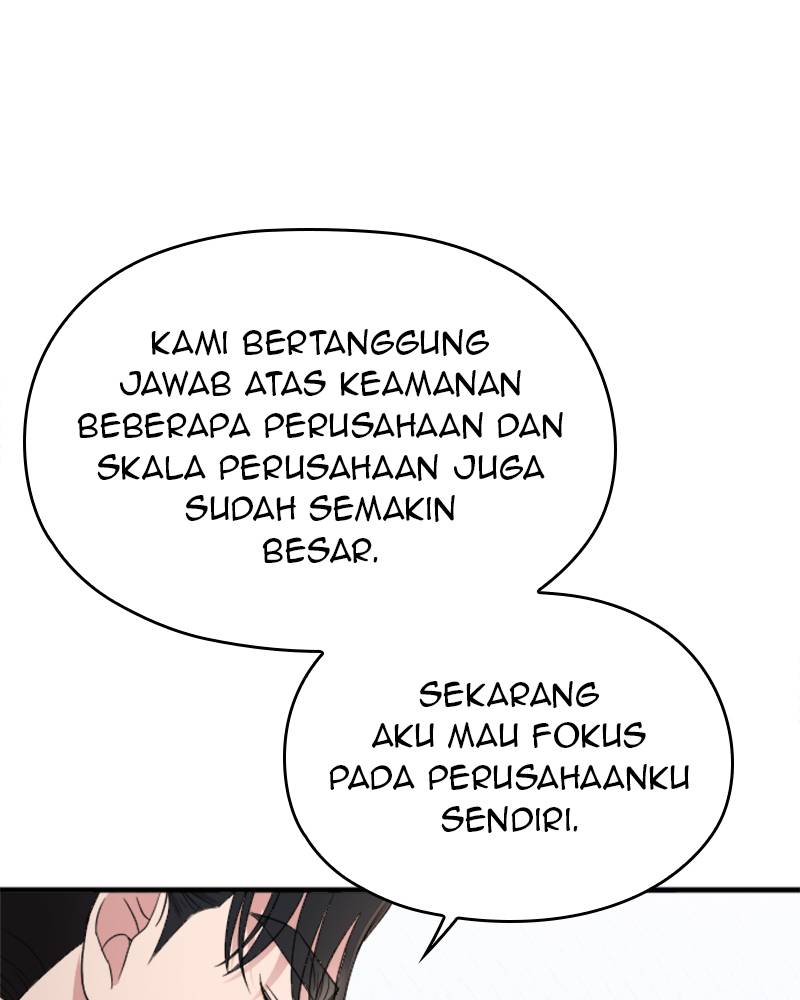 KAMI BERTANGGUNG
JAWAB ATAS KEAMANAN
BEBERAPA PERUSAHAAN DAN
SKALA PERUSAHAAN JUGA
SUDAH SEMAKIN
BESAR.
SEKARANG
AKU MAU FOKUS
PADA PERUSAHAANKU
SENDIRI.